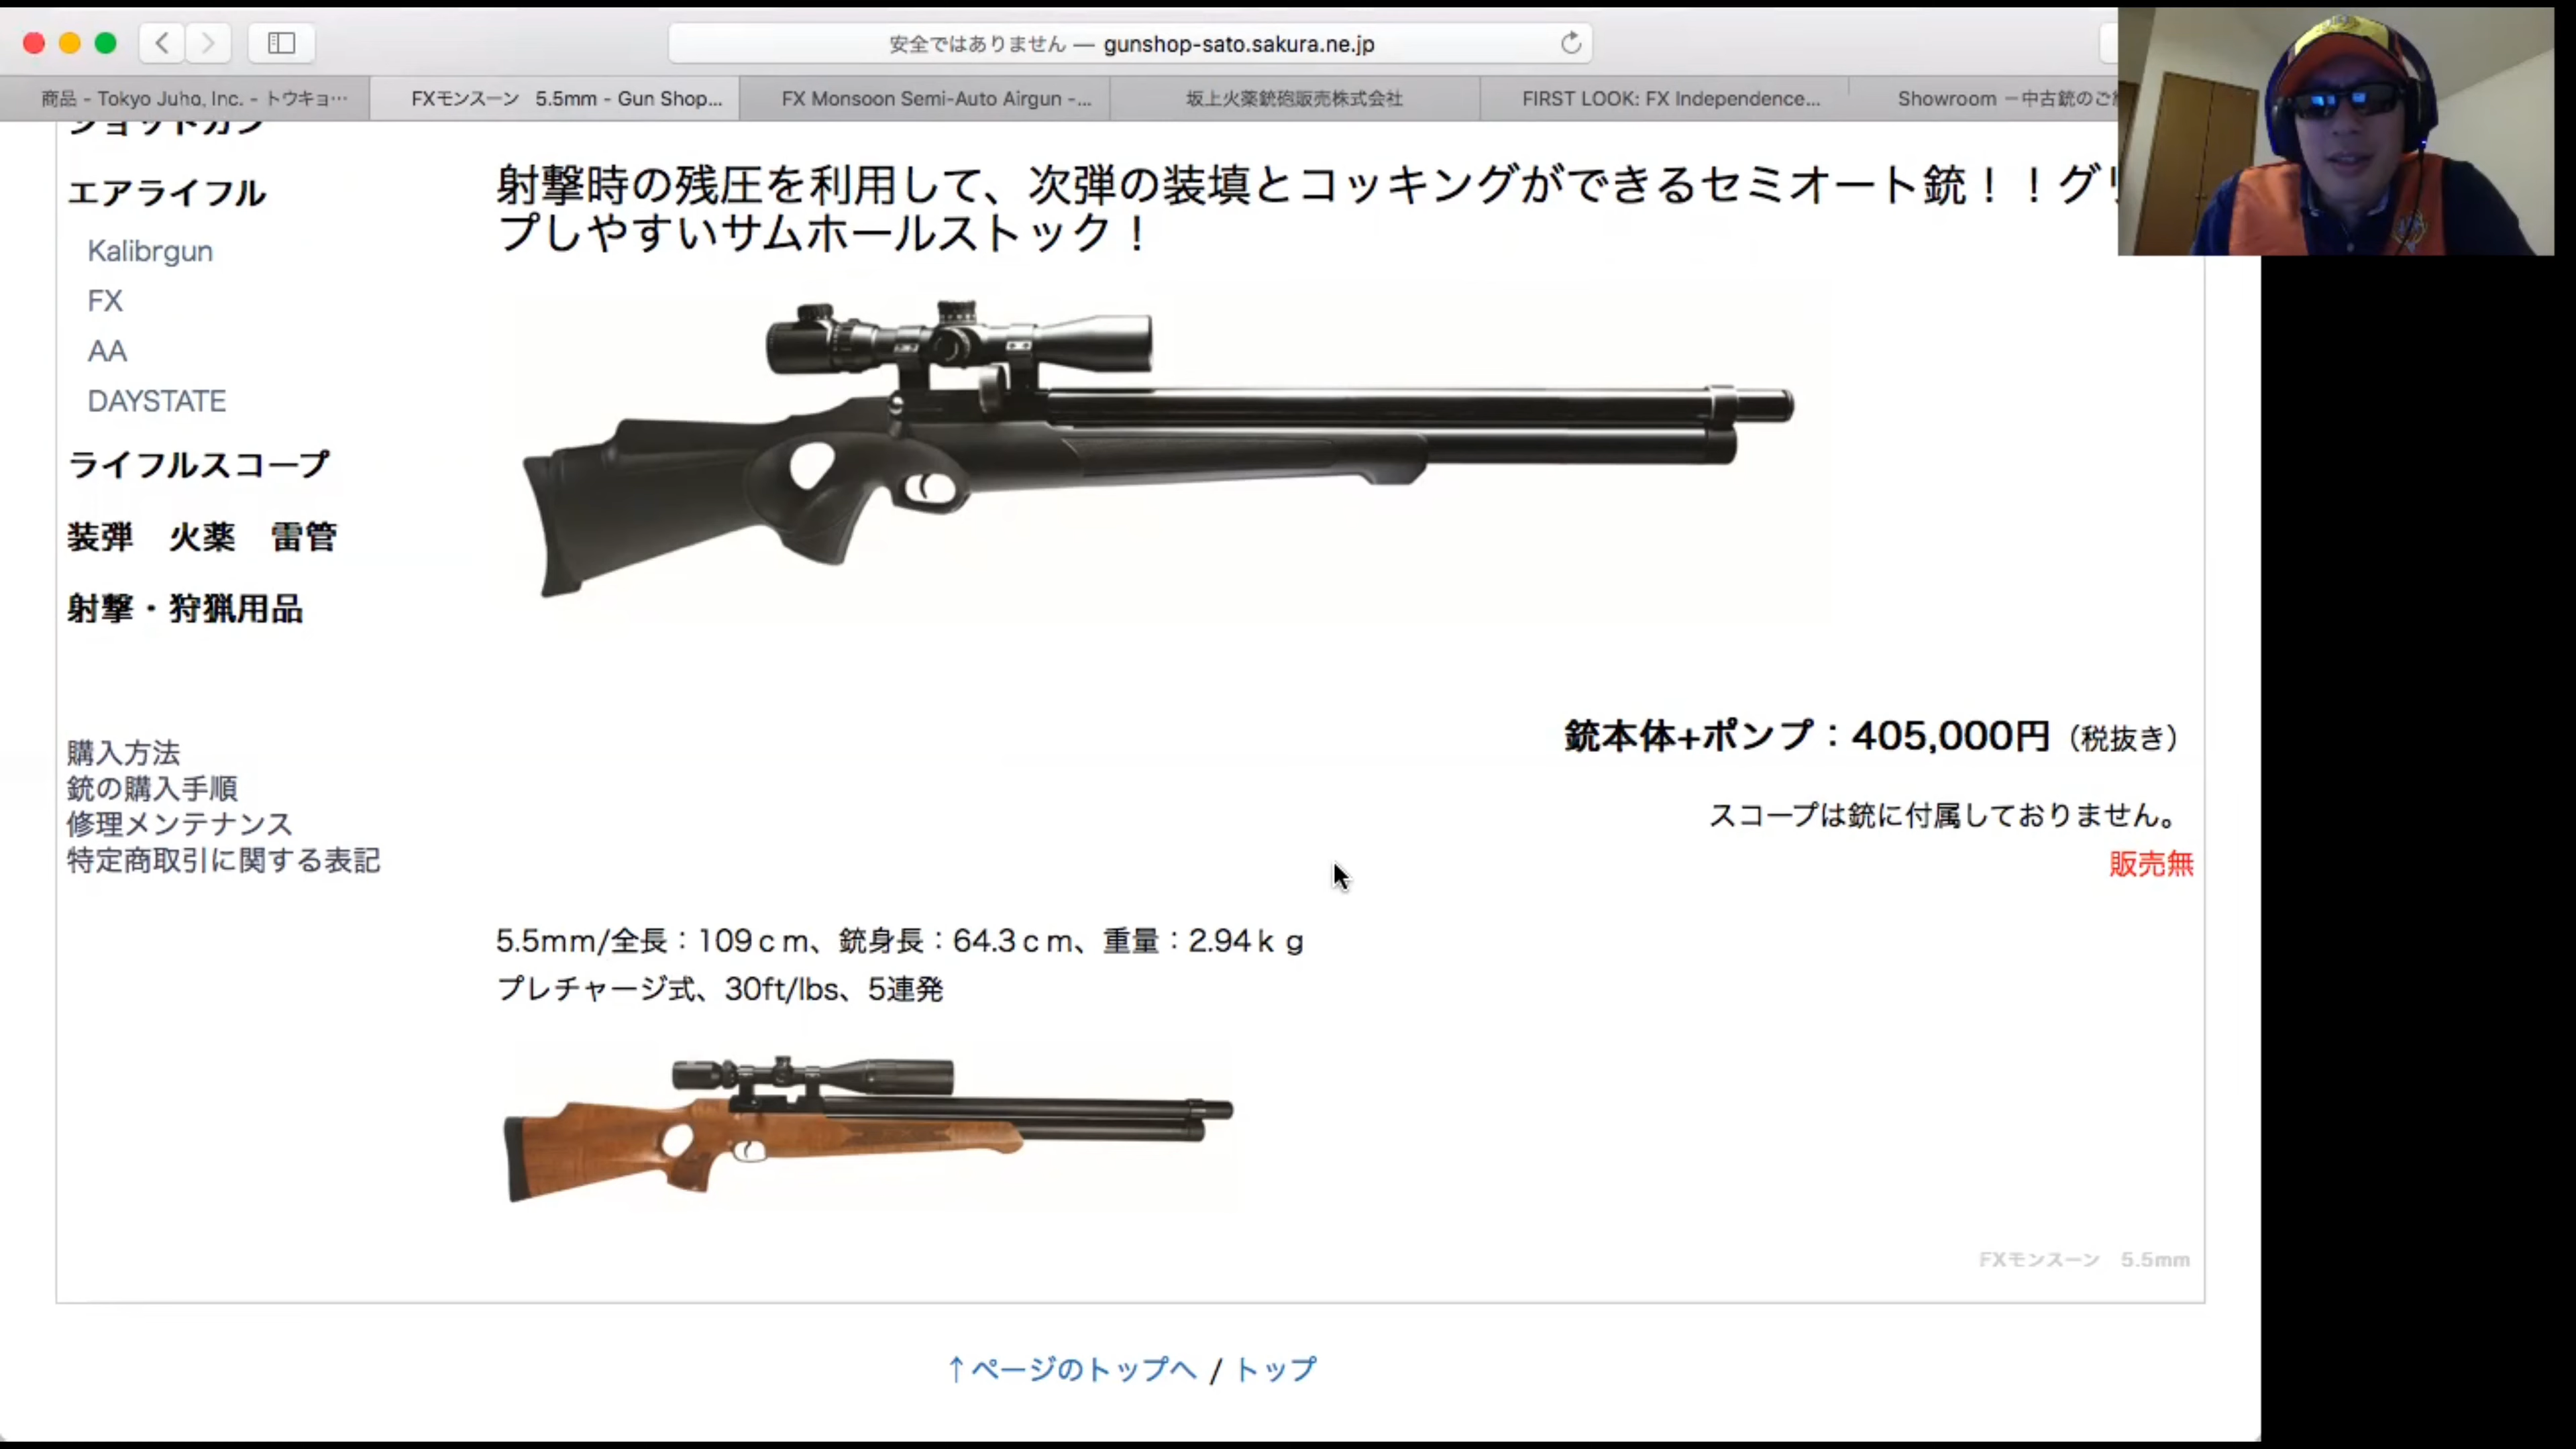 安全ではありません — gunshop-sato.sakura.ne.jp
商品 - Tokyo Juho, Inc. - トウキョ…
FXモンスーン　5.5mm - Gun Shop...
FX Monsoon Semi-Auto Airgun -...
坂上火薬銃砲販売株式会社
FIRST LOOK: FX Independence...
Showroom －中古銃のご
ショットガン
エアライフル
Kalibrgun
FX
AA
DAYSTATE
ライフルスコープ
装弾　火薬　雷管
射撃・狩猟用品
購入方法
銃の購入手順
修理メンテナンス
特定商取引に関する表記
射撃時の残圧を利用して、次弾の装填とコッキングができるセミオート銃！！グリ
プしやすいサムホールストック！
銃本体+ポンプ：405,000円（税抜き）
スコープは銃に付属しておりません。
販売無
5.5mm/全長：109ｃm、銃身長：64.3ｃm、重量：2.94ｋｇ
プレチャージ式、30ft/lbs、5連発
FXモンスーン　5.5mm
↑ページのトップへ / トップ